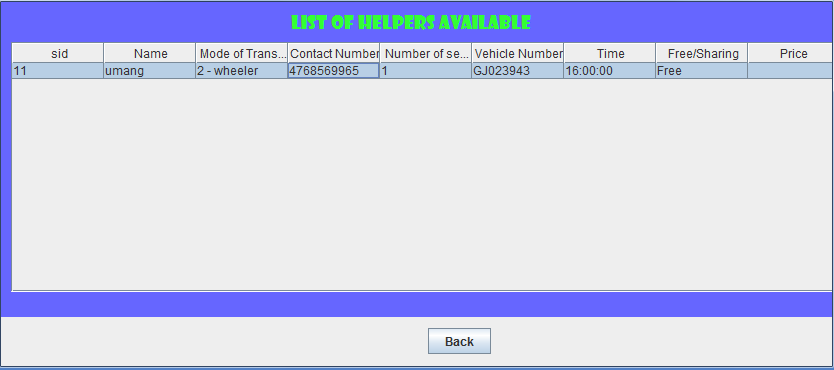 LIST OF HELPERS AVAILABLE
sid Name Mode of Trans... Contact Number Number of se... Vehicle Number Time Free/Sharing Price
11 umang 2 - wheeler 4768569965 1 GJ023943 16:00:00 Free
Back